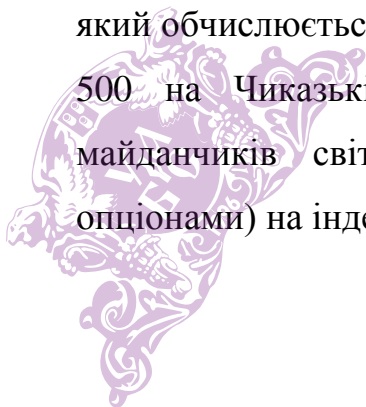 який обчислюєтьс
500 на Чиказькі
майданчиків світ
опціонами) на інде